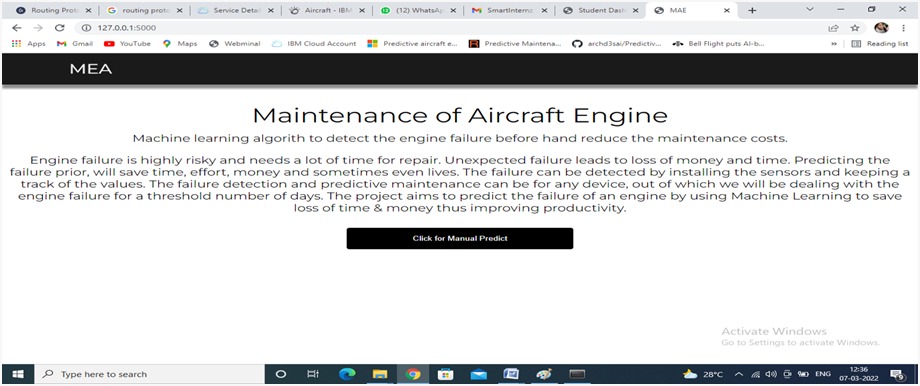 Routing Prot
routing proto
Service Detai
Aircraft - IBM
(12) WhatsAp
SmartInterns
Student Dash
MAE
127.0.0.1:5000
Apps
Gmail
YouTube
Maps
Webminal
IBM Cloud Account
Predictive aircraft e...
Predictive Maintena...
archd3sai/Predictiv...
Bell Flight puts AI-b...
Reading list
MEA
Maintenance of Aircraft Engine
Machine learning algorith to detect the engine failure before hand reduce the maintenance costs.
Engine failure is highly risky and needs a lot of time for repair. Unexpected failure leads to loss of money and time. Predicting the
failure prior, will save time, effort, money and sometimes even lives. The failure can be detected by installing the sensors and keeping a
track of the values. The failure detection and predictive maintenance can be for any device, out of which we will be dealing with the
engine failure for a threshold number of days. The project aims to predict the failure of an engine by using Machine Learning to save
loss of time & money thus improving productivity.
Click for Manual Predict
Activate Windows
Go to Settings to activate Windows.
Type here to search
28°C
ENG
12:36
07-03-2022